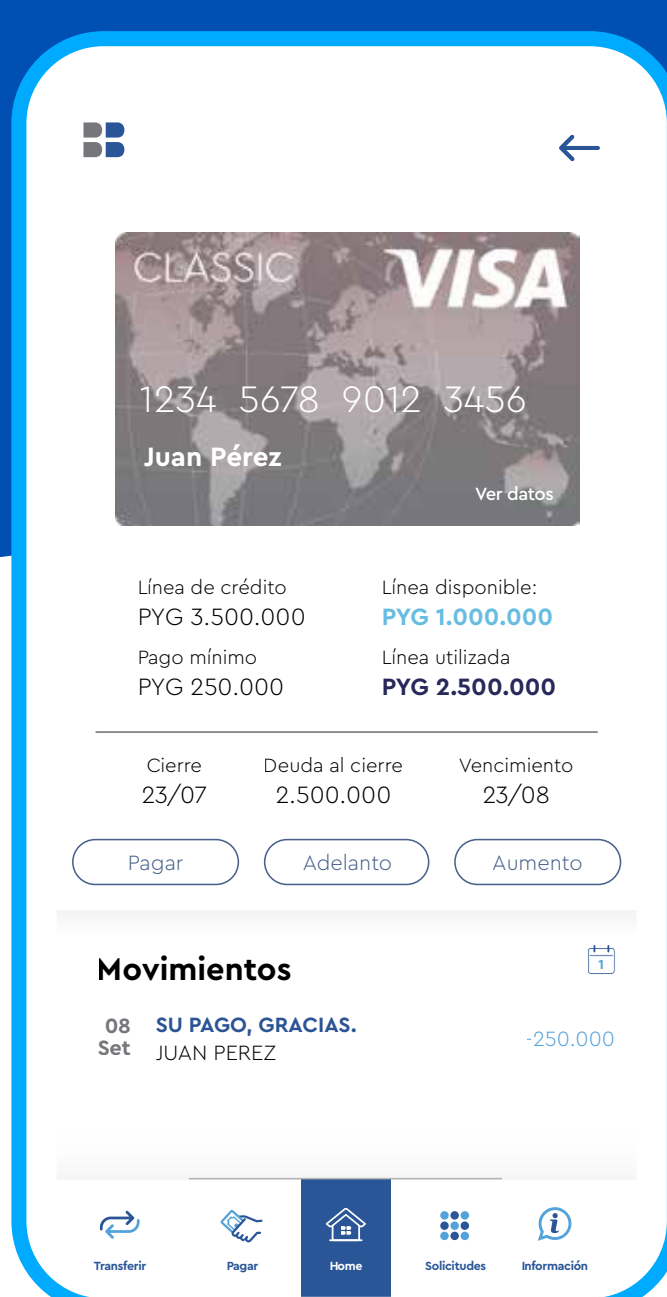 CLASSIC VISA
1234 5678 9012 3456
Juan Pérez
Ver datos
Línea de crédito
PYG 3.500.000
Línea disponible:
PYG 1.000.000
Pago mínimo
PYG 250.000
Línea utilizada
PYG 2.500.000
Cierre
23/07
Deuda al cierre
2.500.000
Vencimiento
23/08
Pagar
Adelanto
Aumento
Movimientos
1
08
Set
SU PAGO, GRACIAS.
JUAN PEREZ
-250.000
Transferir
Pagar
Home
Solicitudes
Información